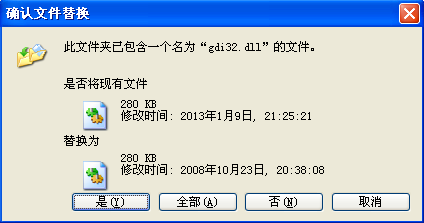 确认文件替换
此文件夹已包含一个名为“gdi32.dll”的文件。
是否将现有文件
280 KB
修改时间: 2013年1月9日, 21:25:21
替换为
280 KB
修改时间: 2008年10月23日, 20:38:08
是(Y) 全部(A) 否(N) 取消